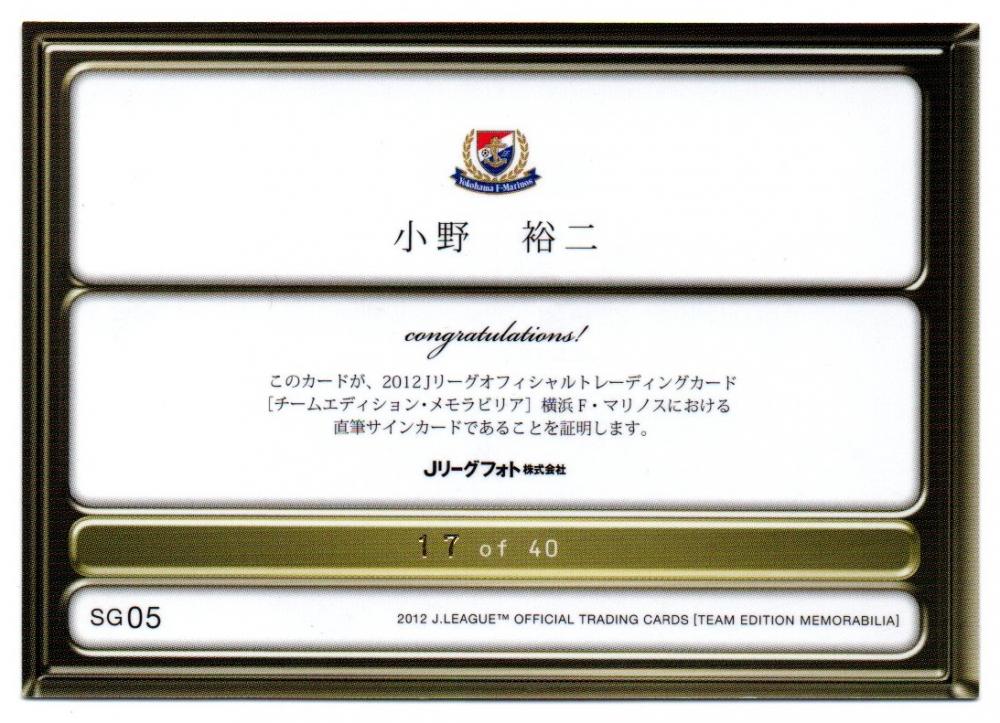 Yokohama F·Marinos
小野　裕二
congratulations!
このカードが、2012Jリーグオフィシャルトレーディングカード
［チームエディション・メモラビリア］横浜F・マリノスにおける
直筆サインカードであることを証明します。
Jリーグフォト株式会社
17 of 40
SG05
2012 J.LEAGUE™ OFFICIAL TRADING CARDS [TEAM EDITION MEMORABILIA]